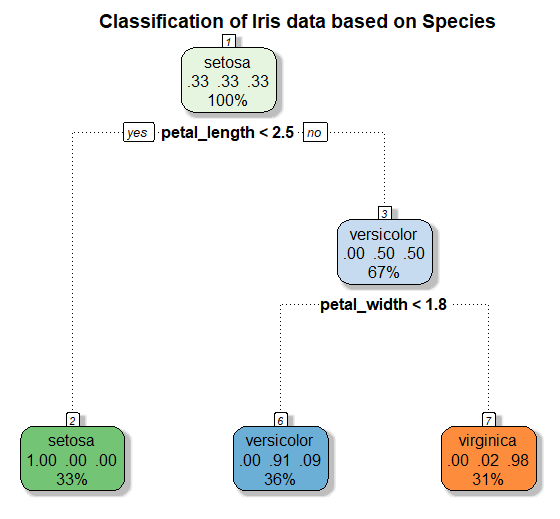 Classification of Iris data based on Species
1
setosa
.33 .33 .33
100%
yes petal_length < 2.5 no
3
versicolor
.00 .50 .50
67%
petal_width < 1.8
2
setosa
1.00 .00 .00
33%
6
versicolor
.00 .91 .09
36%
7
virginica
.00 .02 .98
31%